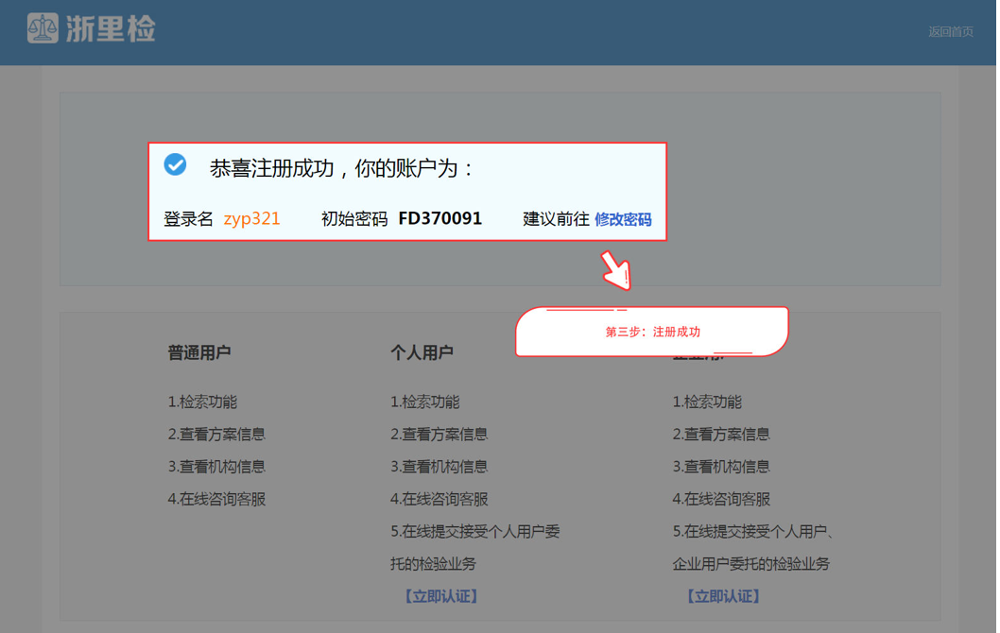 浙里检
返回首页
恭喜注册成功，你的账户为：
登录名 zyp321 初始密码 FD370091 建议前往 修改密码
第三步：注册成功
普通用户
1.检索功能
2.查看方案信息
3.查看机构信息
4.在线咨询客服
个人用户
1.检索功能
2.查看方案信息
3.查看机构信息
4.在线咨询客服
5.在线提交接受个人用户委
托的检验业务
【立即认证】
1.检索功能
2.查看方案信息
3.查看机构信息
4.在线咨询客服
5.在线提交接受个人用户、
企业用户委托的检验业务
【立即认证】